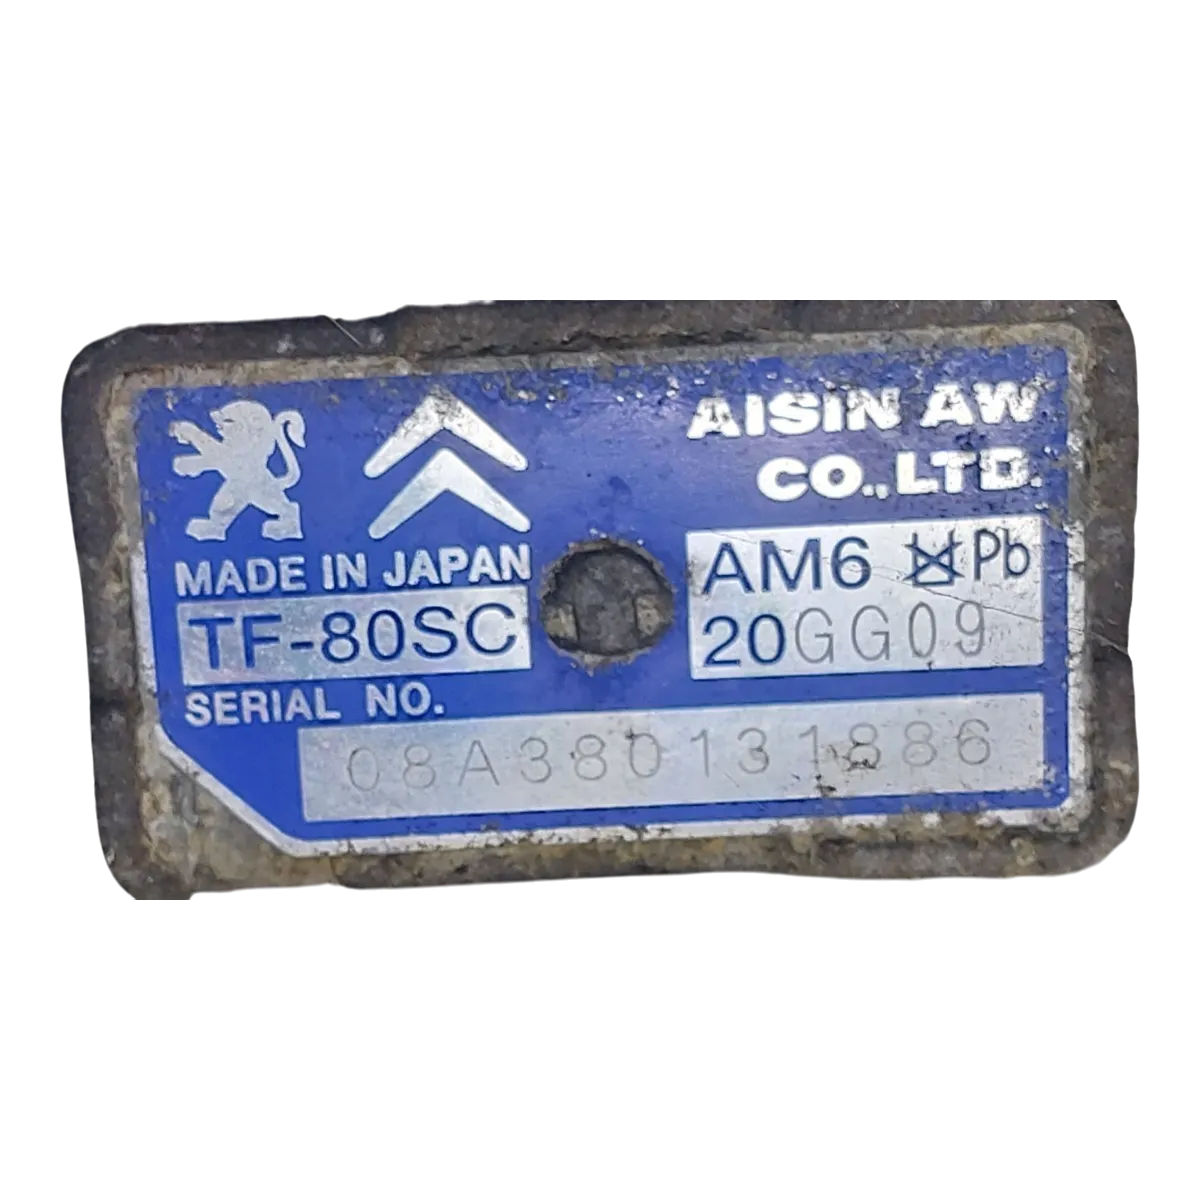 AISIN AW
CO.,LTD.
MADE IN JAPAN
TF-80SC
AM6 Pb
20GG09
SERIAL NO.
08A380131886